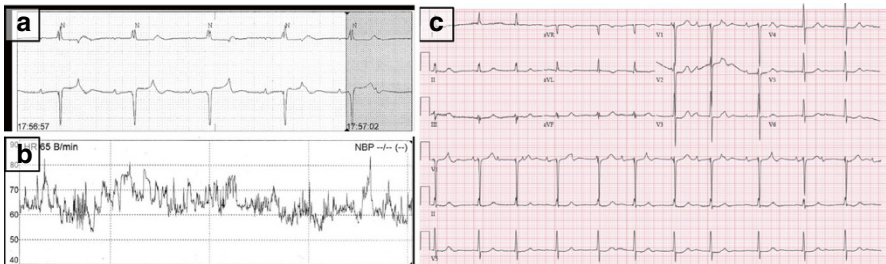 a
N N N N N
17:56:57 17:57:02
b
HR 65 B/min NBP --/-- (--)
90
80
70
60
50
40
c
aVR V1 V4
II aVL V2
III aVF V3 V6
V1
II
V5